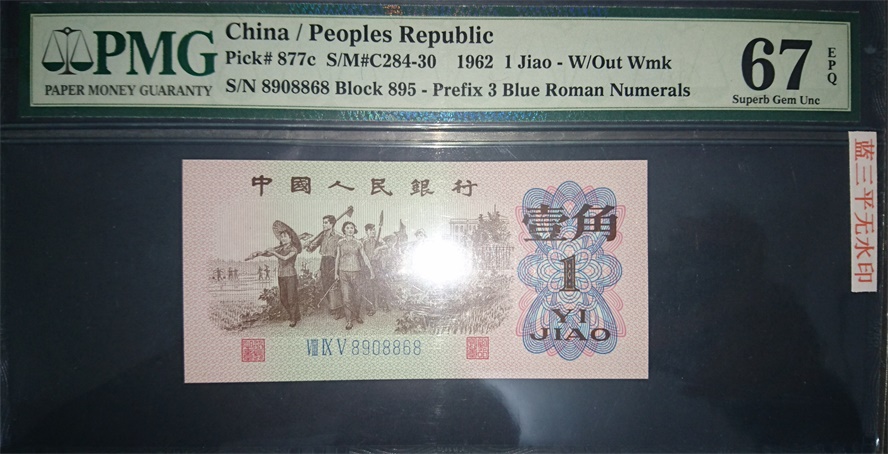 PMG
PAPER MONEY GUARANTY
China / Peoples Republic
Pick# 877c S/M#C284-30 1962 1 Jiao - W/Out Wmk
S/N 8908868 Block 895 - Prefix 3 Blue Roman Numerals
67
EPQ
Superb Gem Unc
蓝三平无水印
中國人民銀行
壹角
1
YI
JIAO
VIII IX V 8908868